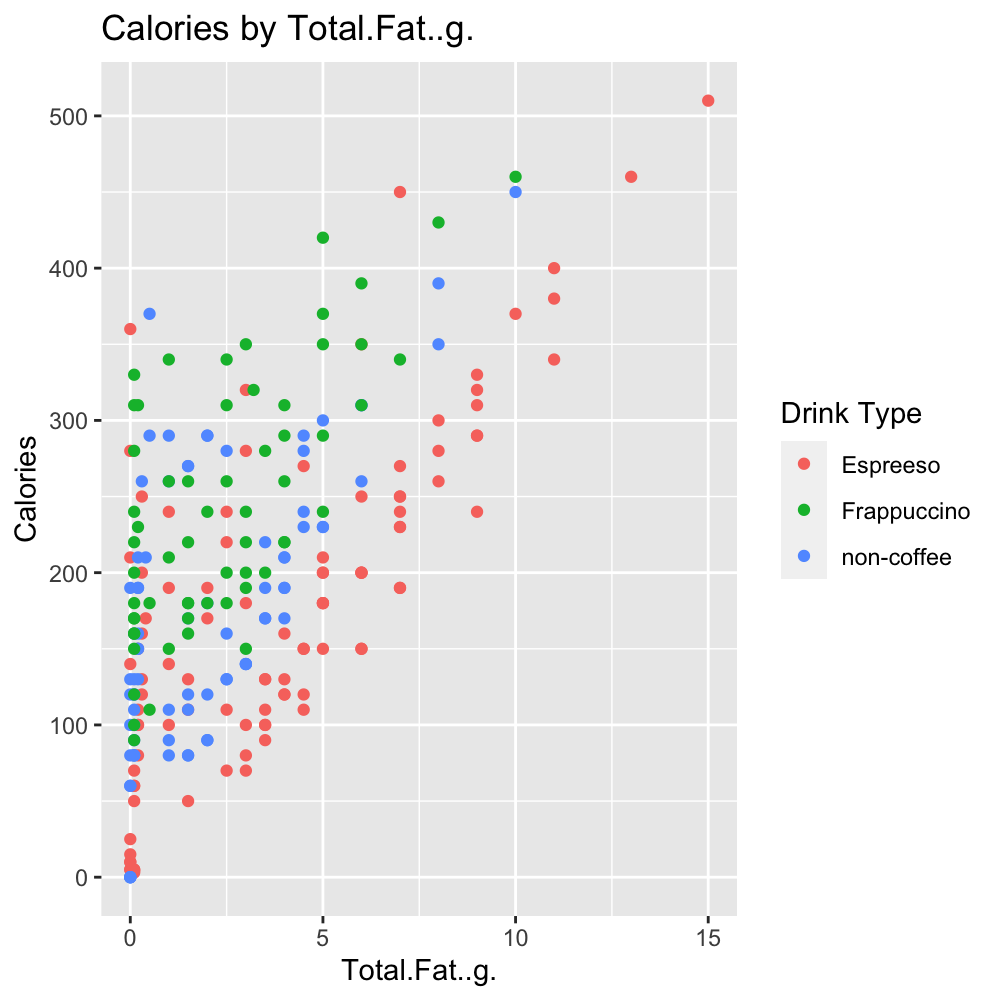 Calories by Total.Fat..g.
500
400
300
200
100
0
Calories
0 5 10 15
Total.Fat..g.
Drink Type
Espreeso
Frappuccino
non-coffee